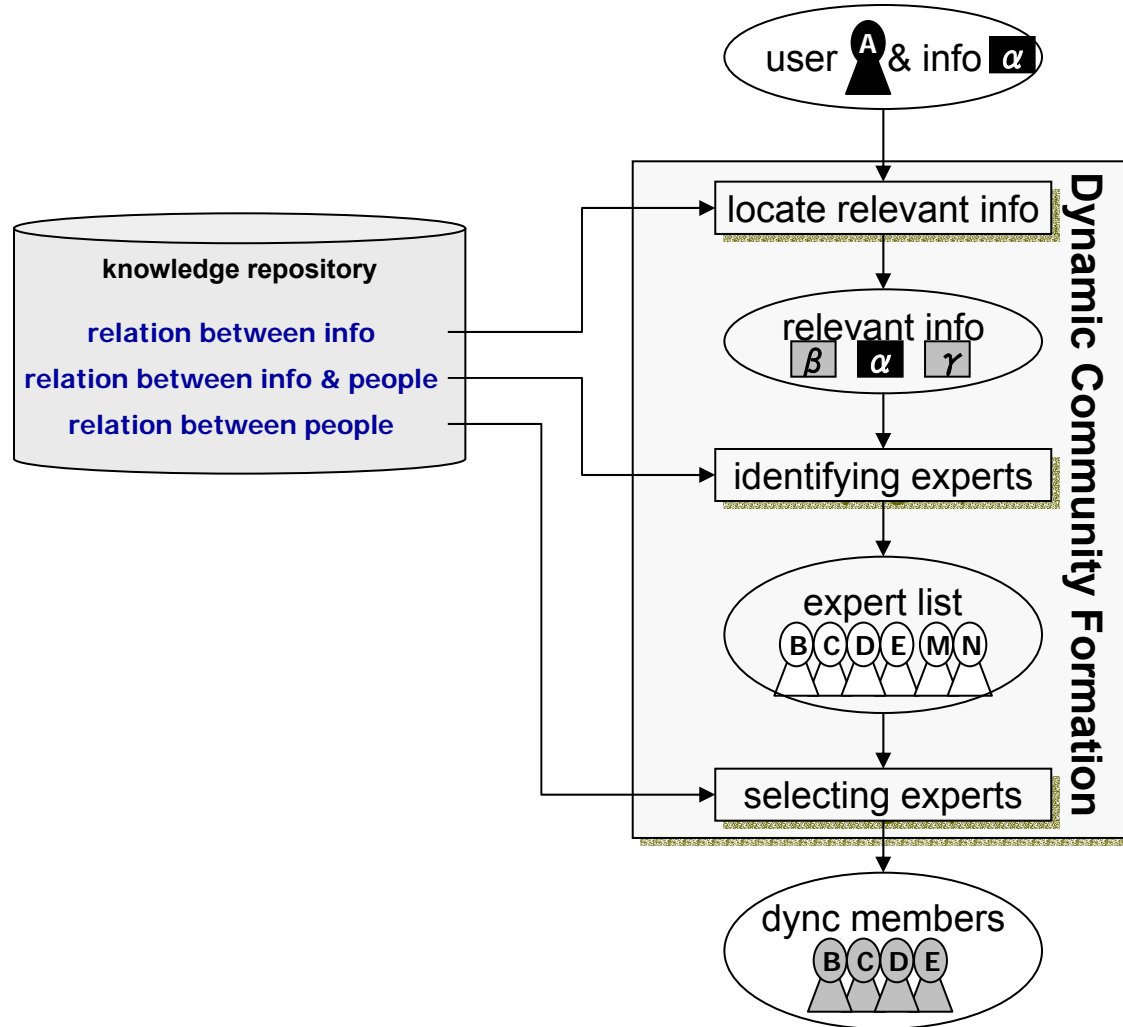 user A & info α
locate relevant info
knowledge repository
relation between info
relation between info & people
relation between people
relevant info
β α γ
identifying experts
expert list
B C D E M N
selecting experts
dync members
B C D E
Dynamic Community Formation